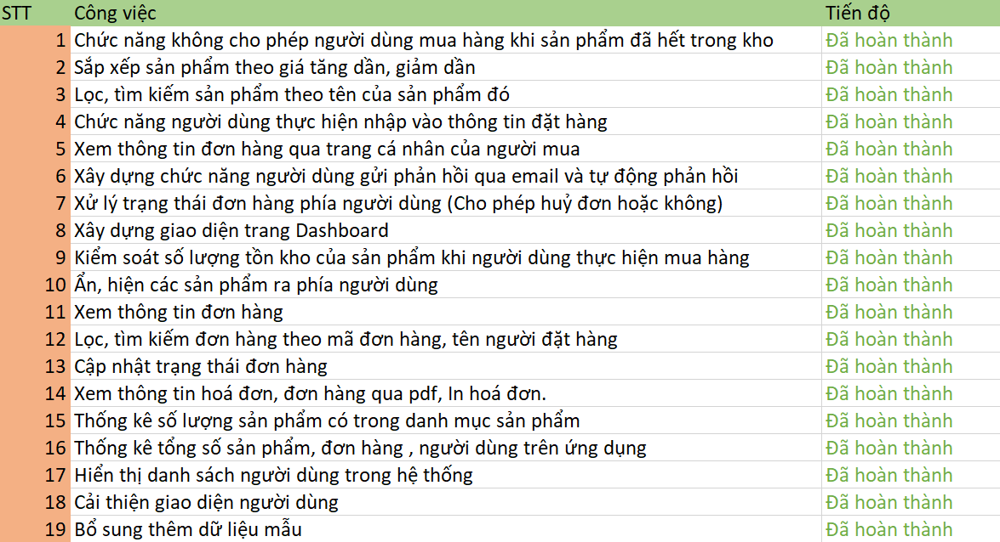 STT Công việc Tiến độ
1 Chức năng không cho phép người dùng mua hàng khi sản phẩm đã hết trong kho Đã hoàn thành
2 Sắp xếp sản phẩm theo giá tăng dần, giảm dần Đã hoàn thành
3 Lọc, tìm kiếm sản phẩm theo tên của sản phẩm đó Đã hoàn thành
4 Chức năng người dùng thực hiện nhập vào thông tin đặt hàng Đã hoàn thành
5 Xem thông tin đơn hàng qua trang cá nhân của người mua Đã hoàn thành
6 Xây dựng chức năng người dùng gửi phản hồi qua email và tự động phản hồi Đã hoàn thành
7 Xử lý trạng thái đơn hàng phía người dùng (Cho phép huỷ đơn hoặc không) Đã hoàn thành
8 Xây dựng giao diện trang Dashboard Đã hoàn thành
9 Kiểm soát số lượng tồn kho của sản phẩm khi người dùng thực hiện mua hàng Đã hoàn thành
10 Ẩn, hiện các sản phẩm ra phía người dùng Đã hoàn thành
11 Xem thông tin đơn hàng Đã hoàn thành
12 Lọc, tìm kiếm đơn hàng theo mã đơn hàng, tên người đặt hàng Đã hoàn thành
13 Cập nhật trạng thái đơn hàng Đã hoàn thành
14 Xem thông tin hoá đơn, đơn hàng qua pdf, In hoá đơn. Đã hoàn thành
15 Thống kê số lượng sản phẩm có trong danh mục sản phẩm Đã hoàn thành
16 Thống kê tổng số sản phẩm, đơn hàng , người dùng trên ứng dụng Đã hoàn thành
17 Hiển thị danh sách người dùng trong hệ thống Đã hoàn thành
18 Cải thiện giao diện người dùng Đã hoàn thành
19 Bổ sung thêm dữ liệu mẫu Đã hoàn thành